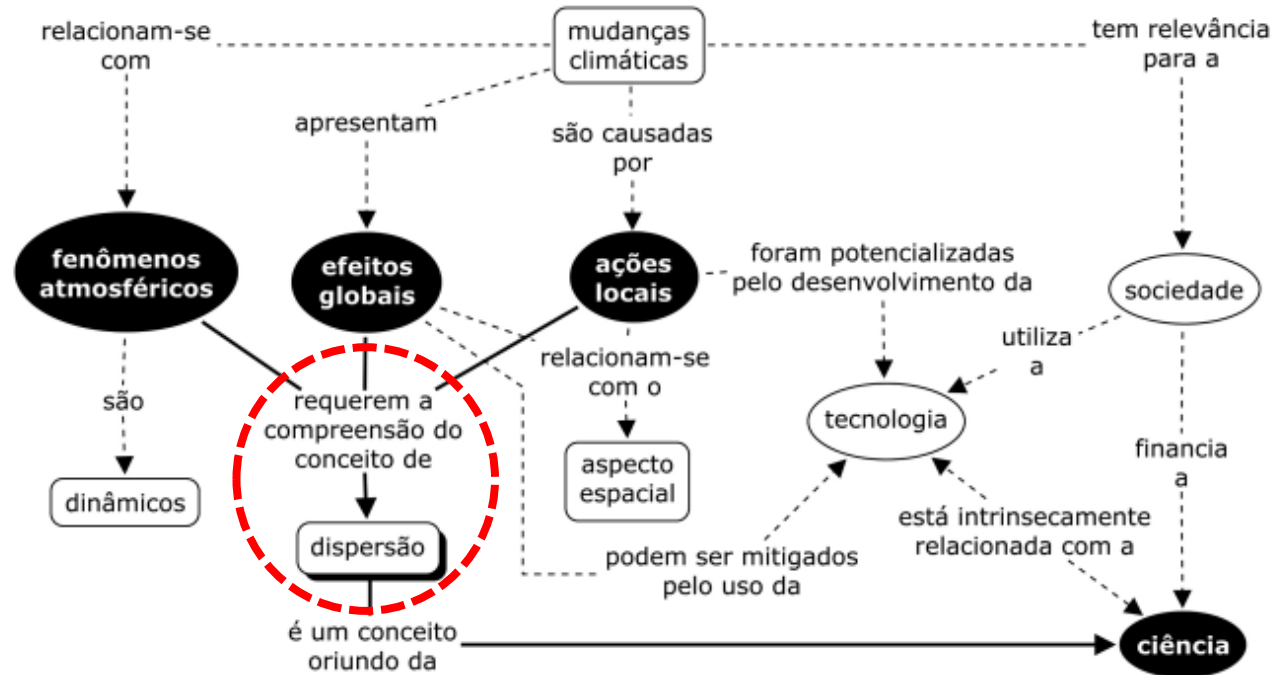 relacionam-se
com
mudanças
climáticas
tem relevância
para a
apresentam
são causadas
por
fenômenos
atmosféricos
efeitos
globais
ações
locais
foram potencializadas
pelo desenvolvimento da
sociedade
utiliza
a
relacionam-se
com o
são
requerem a
compreensão do
conceito de
tecnologia
financia
a
dinâmicos
aspecto
espacial
dispersão
podem ser mitigados
pelo uso da
está intrinsecamente
relacionada com a
é um conceito
oriundo da
ciência